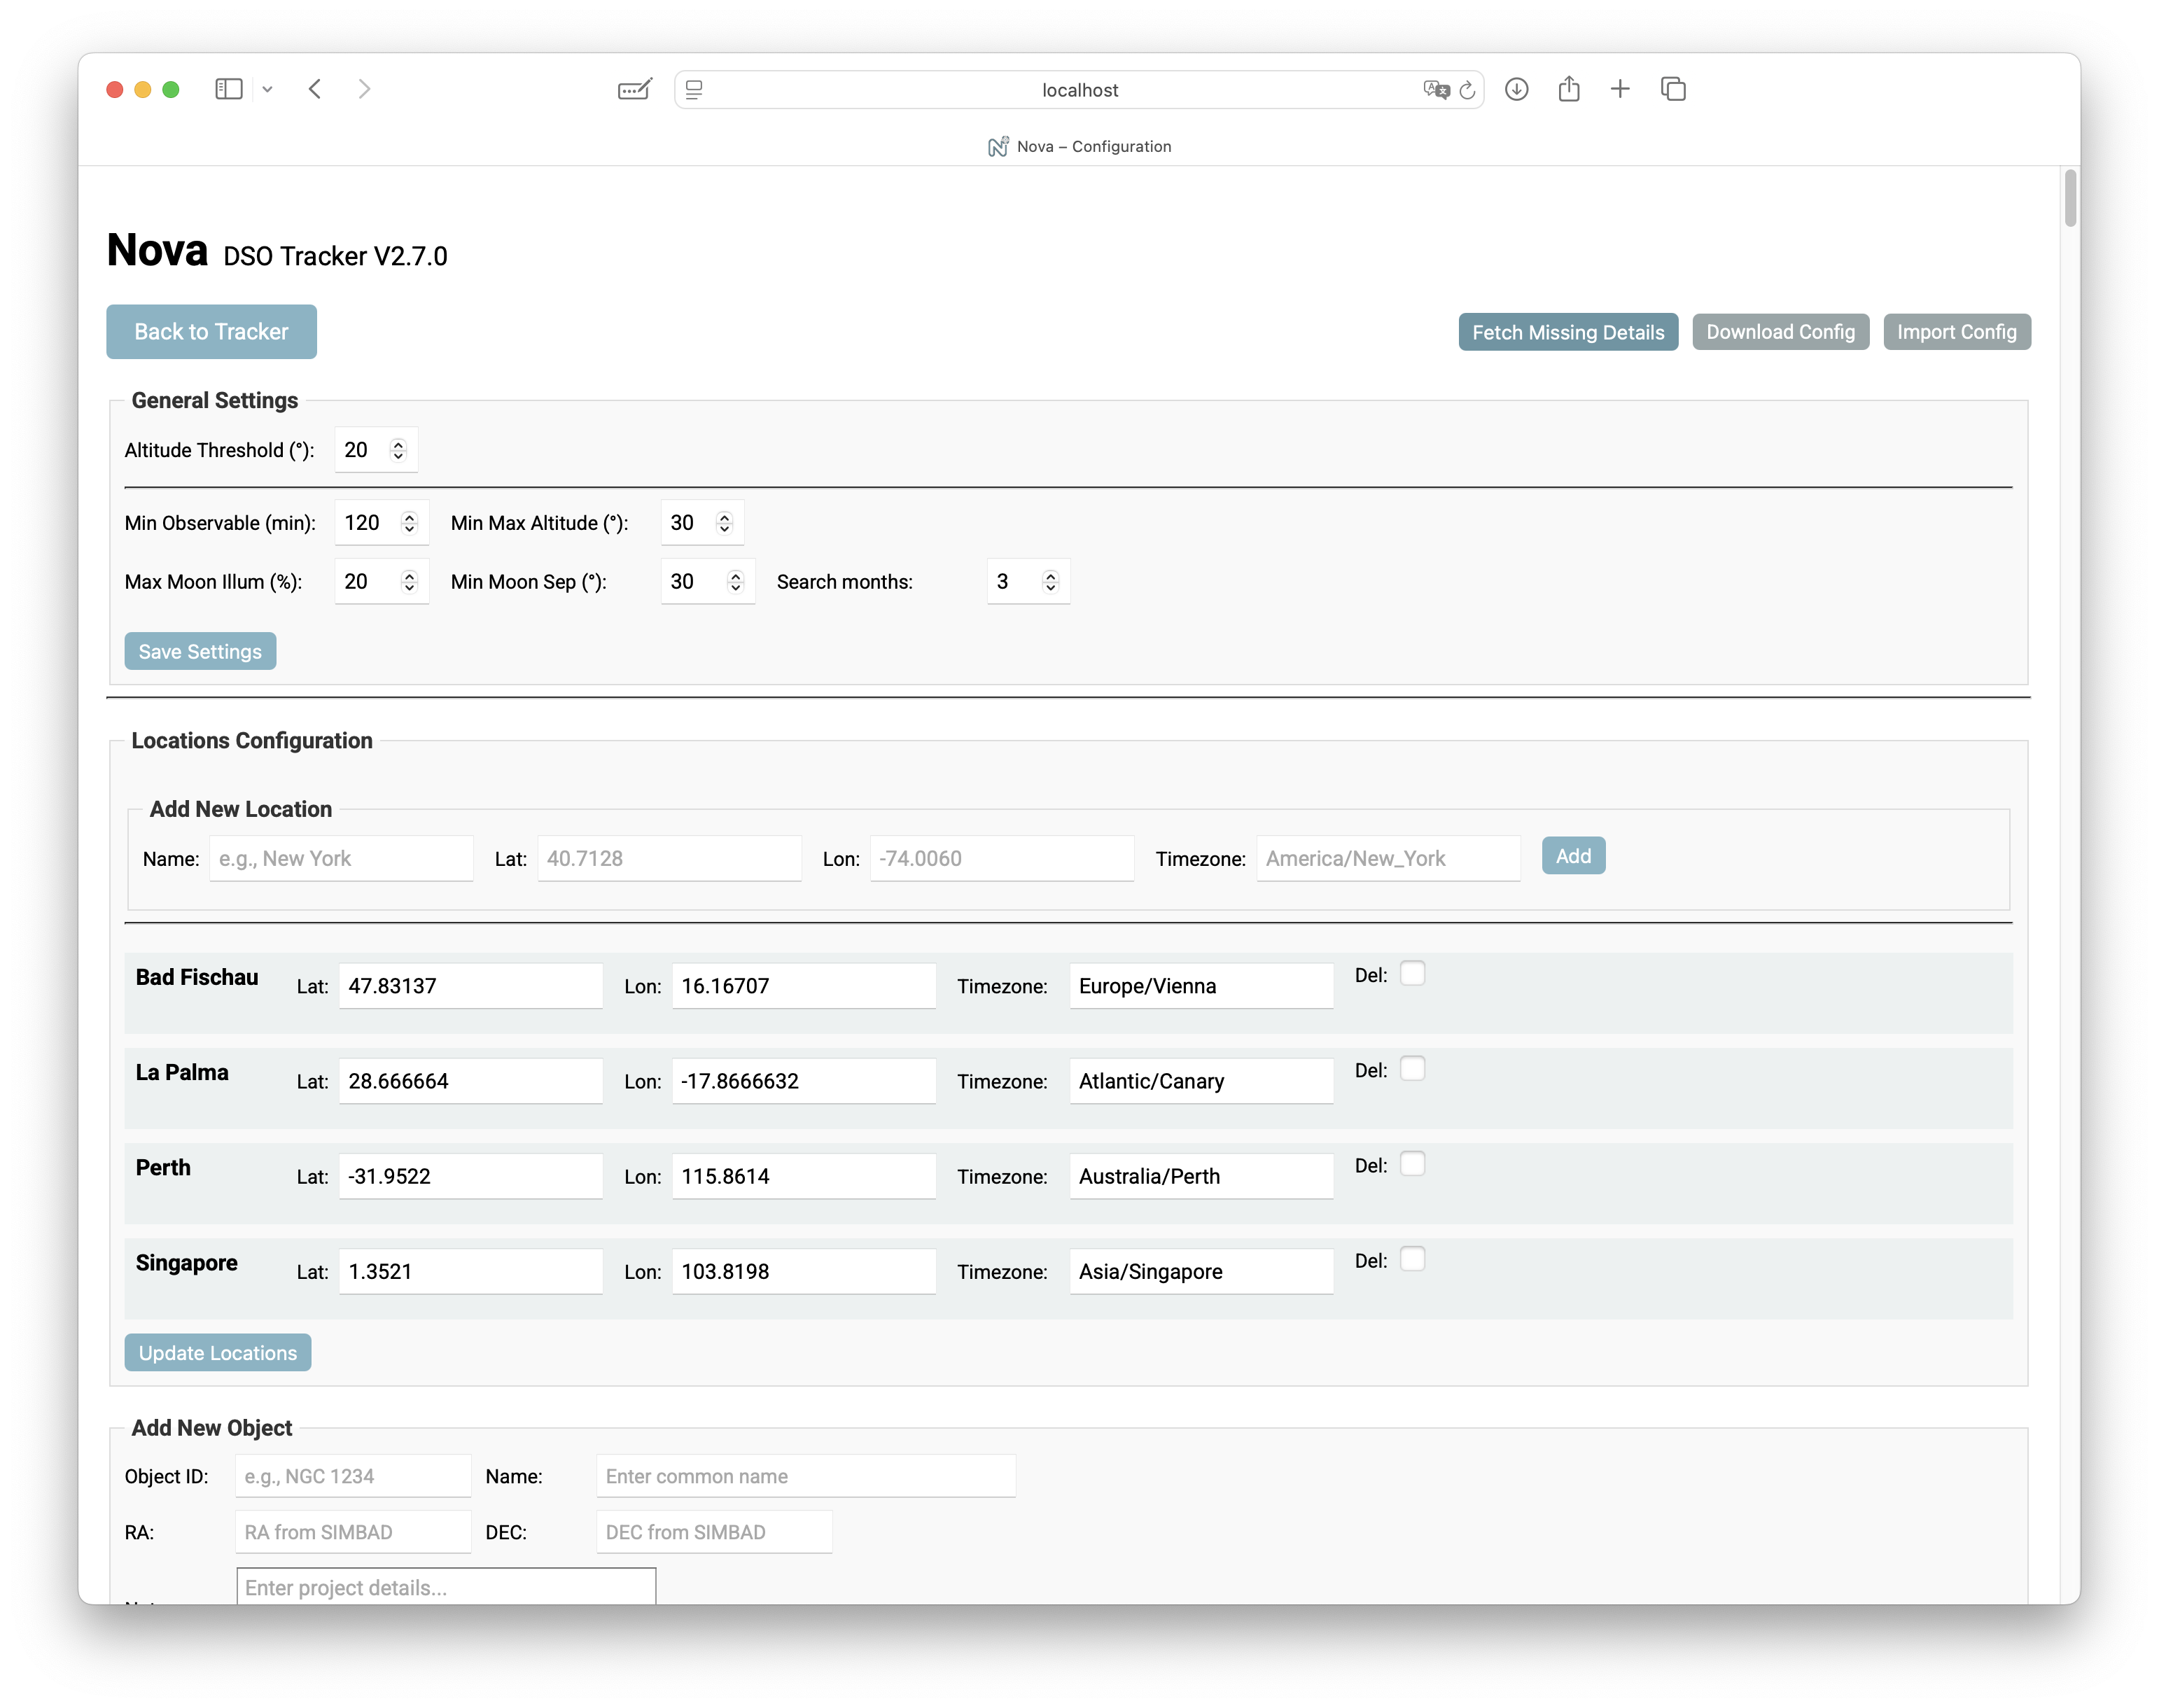 localhost
Nova – Configuration
Nova DSO Tracker V2.7.0
Back to Tracker Fetch Missing Details Download Config Import Config
General Settings
Altitude Threshold (°): 20
Min Observable (min): 120 Min Max Altitude (°): 30
Max Moon Illum (%): 20 Min Moon Sep (°): 30 Search months: 3
Save Settings
Locations Configuration
Add New Location
Name: e.g., New York Lat: 40.7128 Lon: -74.0060 Timezone: America/New_York Add
Bad Fischau Lat: 47.83137 Lon: 16.16707 Timezone: Europe/Vienna Del:
La Palma Lat: 28.666664 Lon: -17.8666632 Timezone: Atlantic/Canary Del:
Perth Lat: -31.9522 Lon: 115.8614 Timezone: Australia/Perth Del:
Singapore Lat: 1.3521 Lon: 103.8198 Timezone: Asia/Singapore Del:
Update Locations
Add New Object
Object ID: e.g., NGC 1234 Name: Enter common name
RA: RA from SIMBAD DEC: DEC from SIMBAD
Enter project details...